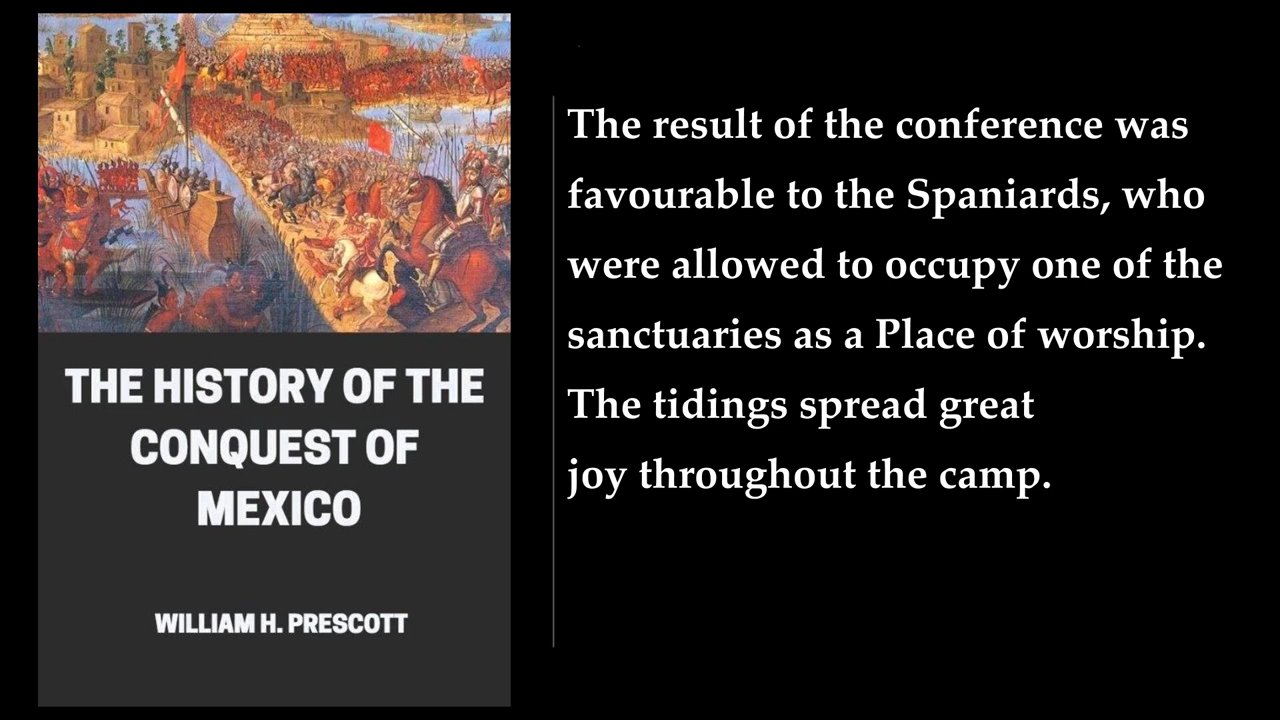 THE HISTORY OF THE
CONQUEST OF
MEXICO
WILLIAM H. PRESCOTT
The result of the conference was
favourable to the Spaniards, who
were allowed to occupy one of the
sanctuaries as a Place of worship.
The tidings spread great
joy throughout the camp.